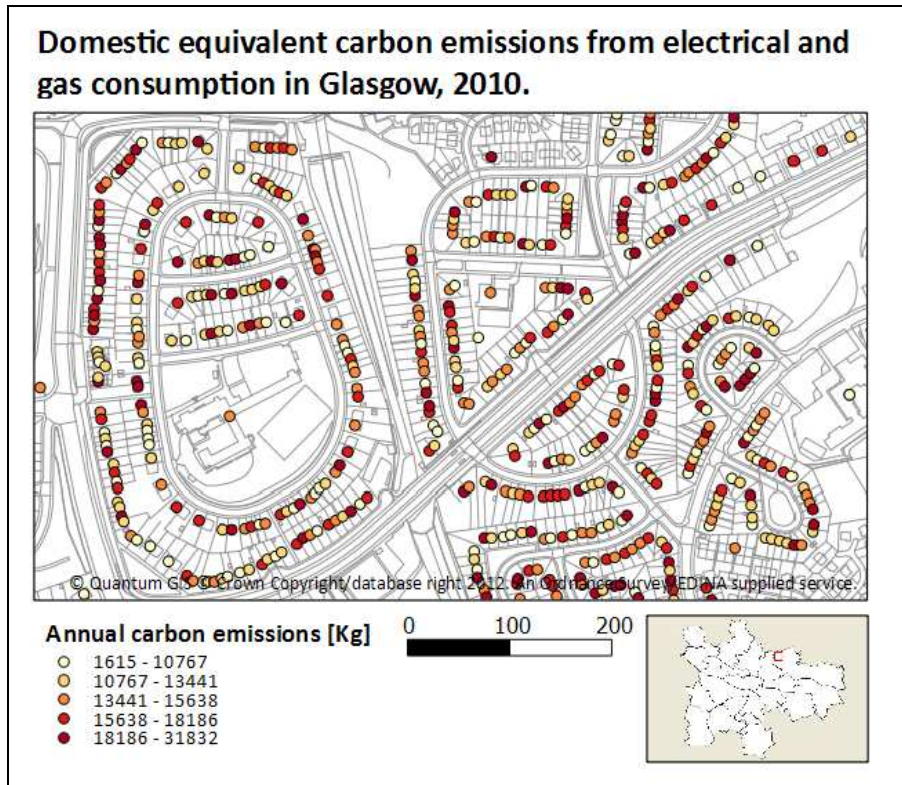 Domestic equivalent carbon emissions from electrical and
gas consumption in Glasgow, 2010.
© Quantum GIS © Crown Copyright/database right 2012. An Ordnance Survey/EDINA supplied service.
Annual carbon emissions [Kg]
1615 - 10767
10767 - 13441
13441 - 15638
15638 - 18186
18186 - 31832
0 100 200